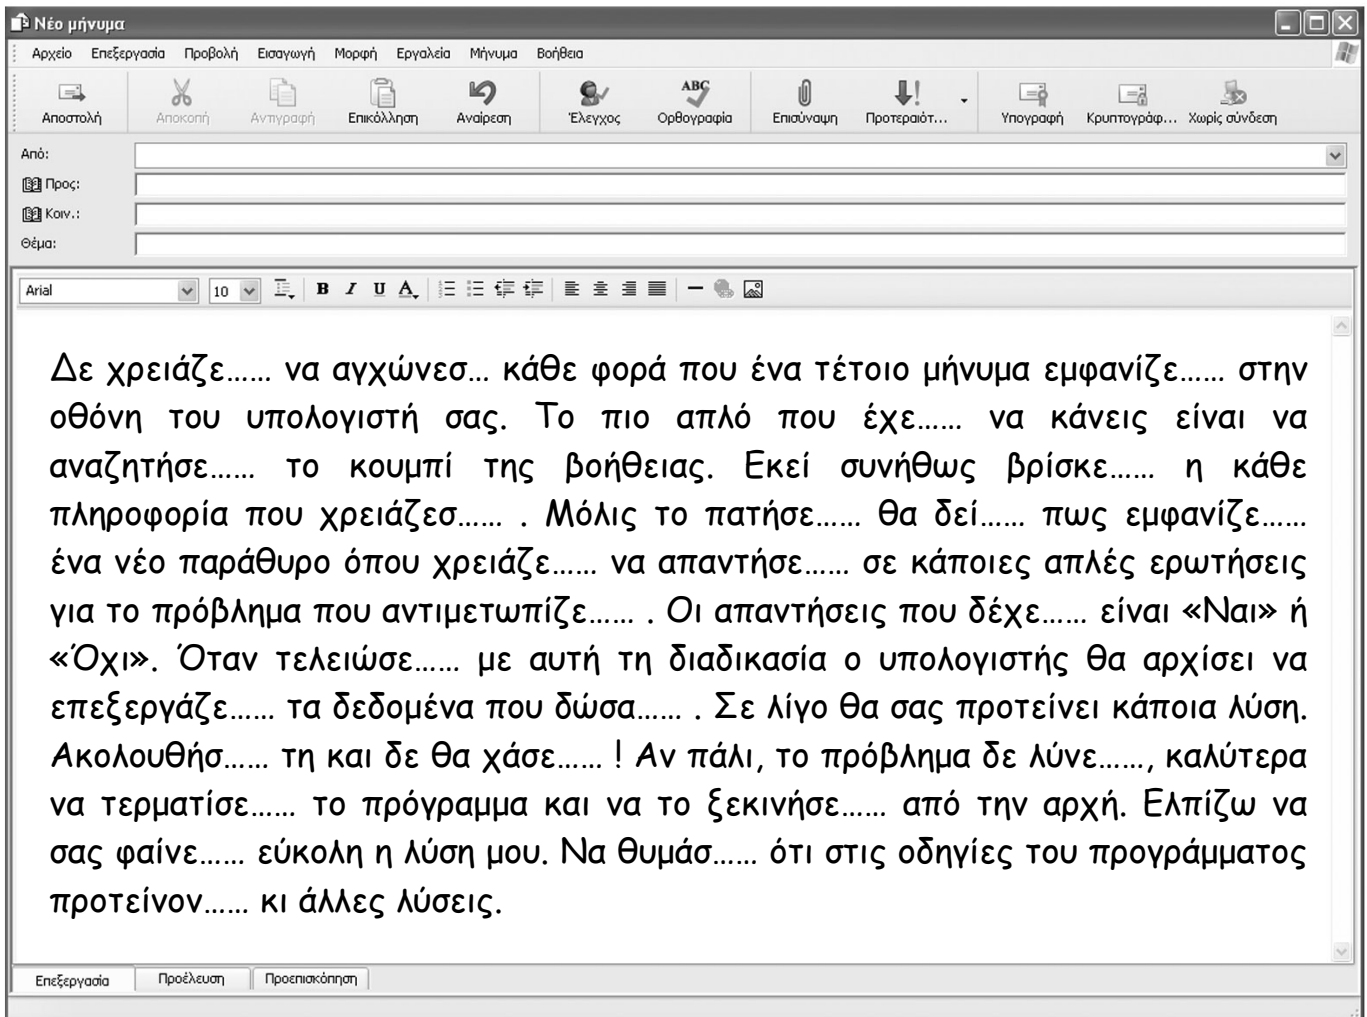 Νέο μήνυμα
Αρχείο Επεξεργασία Προβολή Εισαγωγή Μορφή Εργαλεία Μήνυμα Βοήθεια
Αποστολή Αποκοπή Αντιγραφή Επικόλληση Αναίρεση Έλεγχος Ορθογραφία Επισύναψη Προτεραιότ... Υπογραφή Κρυπτογράφ... Χωρίς σύνδεση
Από:
Προς:
Κοιν.:
Θέμα:
Arial 10 B I U A
Δε χρειάζε…… να αγχώνεσ… κάθε φορά που ένα τέτοιο μήνυμα εμφανίζε…… στην
οθόνη του υπολογιστή σας. Το πιο απλό που έχε…… να κάνεις είναι να
αναζητήσε…… το κουμπί της βοήθειας. Εκεί συνήθως βρίσκε…… η κάθε
πληροφορία που χρειάζεσ…… . Μόλις το πατήσε…… θα δεί…… πως εμφανίζε……
ένα νέο παράθυρο όπου χρειάζε…… να απαντήσε…… σε κάποιες απλές ερωτήσεις
για το πρόβλημα που αντιμετωπίζε…… . Οι απαντήσεις που δέχε…… είναι «Ναι» ή
«Όχι». Όταν τελειώσε…… με αυτή τη διαδικασία ο υπολογιστής θα αρχίσει να
επεξεργάζε…… τα δεδομένα που δώσα…… . Σε λίγο θα σας προτείνει κάποια λύση.
Ακολουθήσ…… τη και δε θα χάσε…… ! Αν πάλι, το πρόβλημα δε λύνε……, καλύτερα
να τερματίσε…… το πρόγραμμα και να το ξεκινήσε…… από την αρχή. Ελπίζω να
σας φαίνε…… εύκολη η λύση μου. Να θυμάσ…… ότι στις οδηγίες του προγράμματος
προτείνον…… κι άλλες λύσεις.
Επεξεργασία Προέλευση Προεπισκόπηση